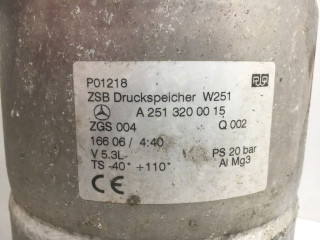 P01218
ZSB Druckspeicher W251
A 251 320 00 15
ZGS 004 Q 002
166 06 / 4:40
V 5.3L- PS 20 bar
TS -40° +110° Al Mg3
CE